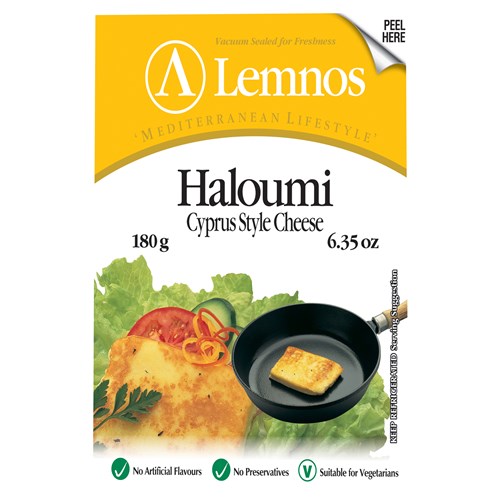 PEEL
HERE
Vacuum Sealed for Freshness
Λ Lemnos
'MEDITERRANEAN LIFESTYLE'
Haloumi
Cyprus Style Cheese
180 g 6.35 oz
KEEP REFRIGERATED Serving Suggestion
No Artificial Flavours
No Preservatives
V Suitable for Vegetarians